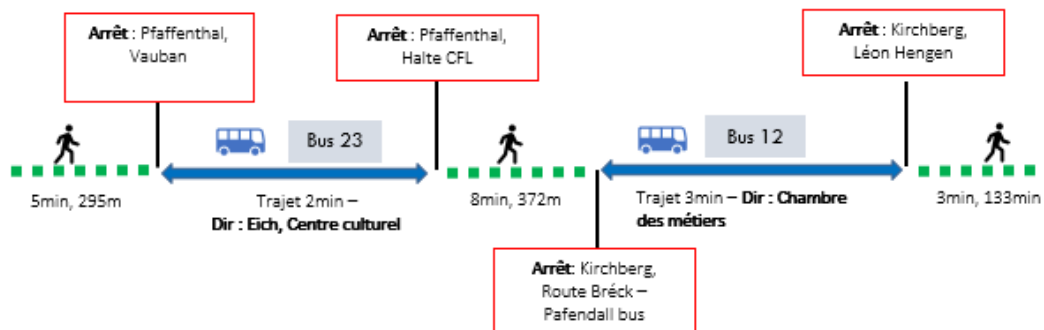 Arrêt : Pfaffenthal,
Vauban
Arrêt : Pfaffenthal,
Halte CFL
Arrêt : Kirchberg,
Léon Hengen
Bus 23
Bus 12
5min, 295m
Trajet 2min –
Dir : Eich, Centre culturel
8min, 372m
Trajet 3min – Dir : Chambre
des métiers
3min, 133min
Arrêt: Kirchberg,
Route Bréck –
Pafendall bus